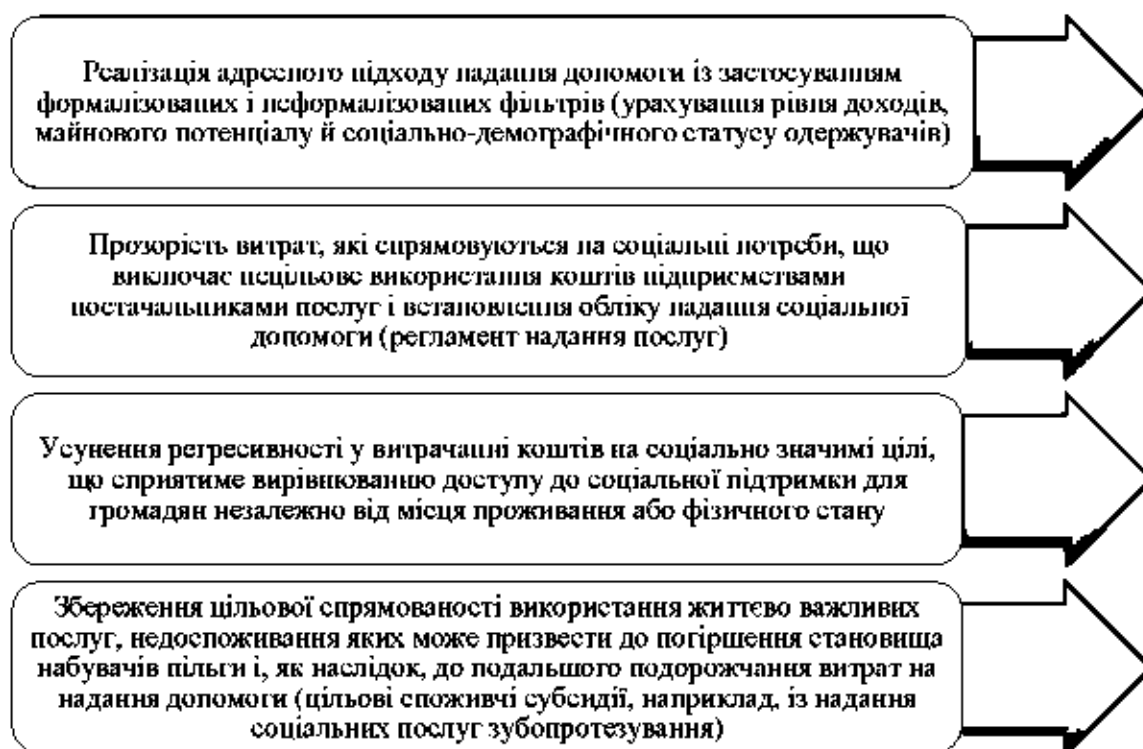 Реалізація адресного підходу надання допомоги із застосуванням
формалізованих і неформалізованих фільтрів (урахування рівня доходів,
майнового потенціалу й соціально-демографічного статусу одержувачів)
Прозорість витрат, які спрямовуються на соціальні потреби, що
виключає нецільове використання коштів підприємствами
постачальниками послуг і встановлення обліку надання соціальної
допомоги (регламент надання послуг)
Усунення регресивності у витрачанні коштів на соціально значимі цілі,
що сприятиме вирівнюванню доступу до соціальної підтримки для
громадян незалежно від місця проживання або фізичного стану
Збереження цільової спрямованості використання життєво важливих
послуг, недоспоживання яких може призвести до погіршення становища
набувачів пільги і, як наслідок, до подальшого подорожчання витрат на
надання допомоги (цільові споживчі субсидії, наприклад, із надання
соціальних послуг зубопротезування)